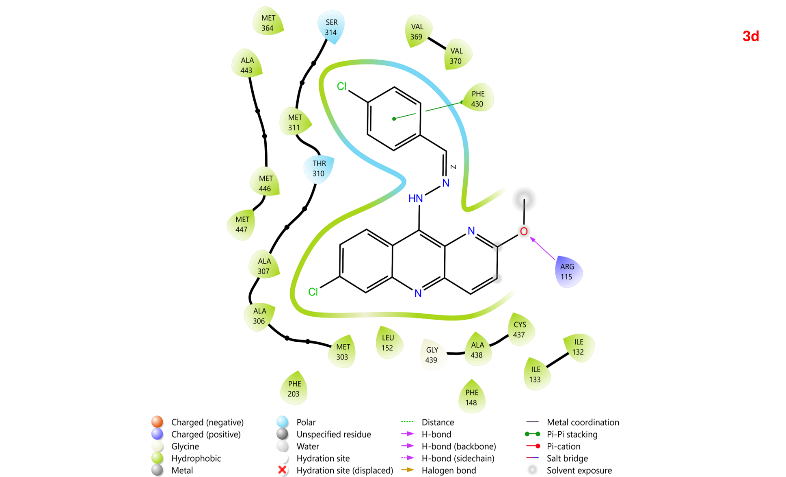 3d
MET
364
SER
314
VAL
369
VAL
370
ALA
443
Cl
PHE
430
MET
311
THR
310
Z
N
HN
MET
446
MET
447
N
O
ARG
115
ALA
307
Cl
N
ALA
306
CYS
437
LEU
152
MET
303
GLY
439
ALA
438
ILE
132
ILE
133
PHE
203
PHE
148
Charged (negative)
Charged (positive)
Glycine
Hydrophobic
Metal
Polar
Unspecified residue
Water
Hydration site
Hydration site (displaced)
Distance
H-bond
H-bond (backbone)
H-bond (sidechain)
Halogen bond
Metal coordination
Pi-Pi stacking
Pi-cation
Salt bridge
Solvent exposure